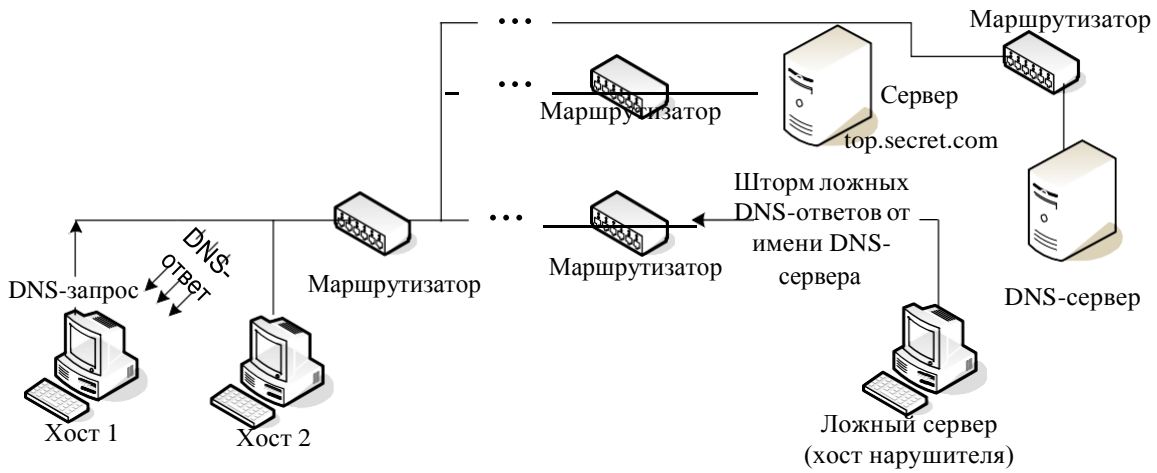 Маршрутизатор
Маршрутизатор
Сервер
top.secret.com
Шторм ложных
DNS-ответов от
имени DNS-
сервера
Маршрутизатор
Маршрутизатор
DNS-
ответ
DNS-запрос
DNS-сервер
Хост 1
Хост 2
Ложный сервер
(хост нарушителя)